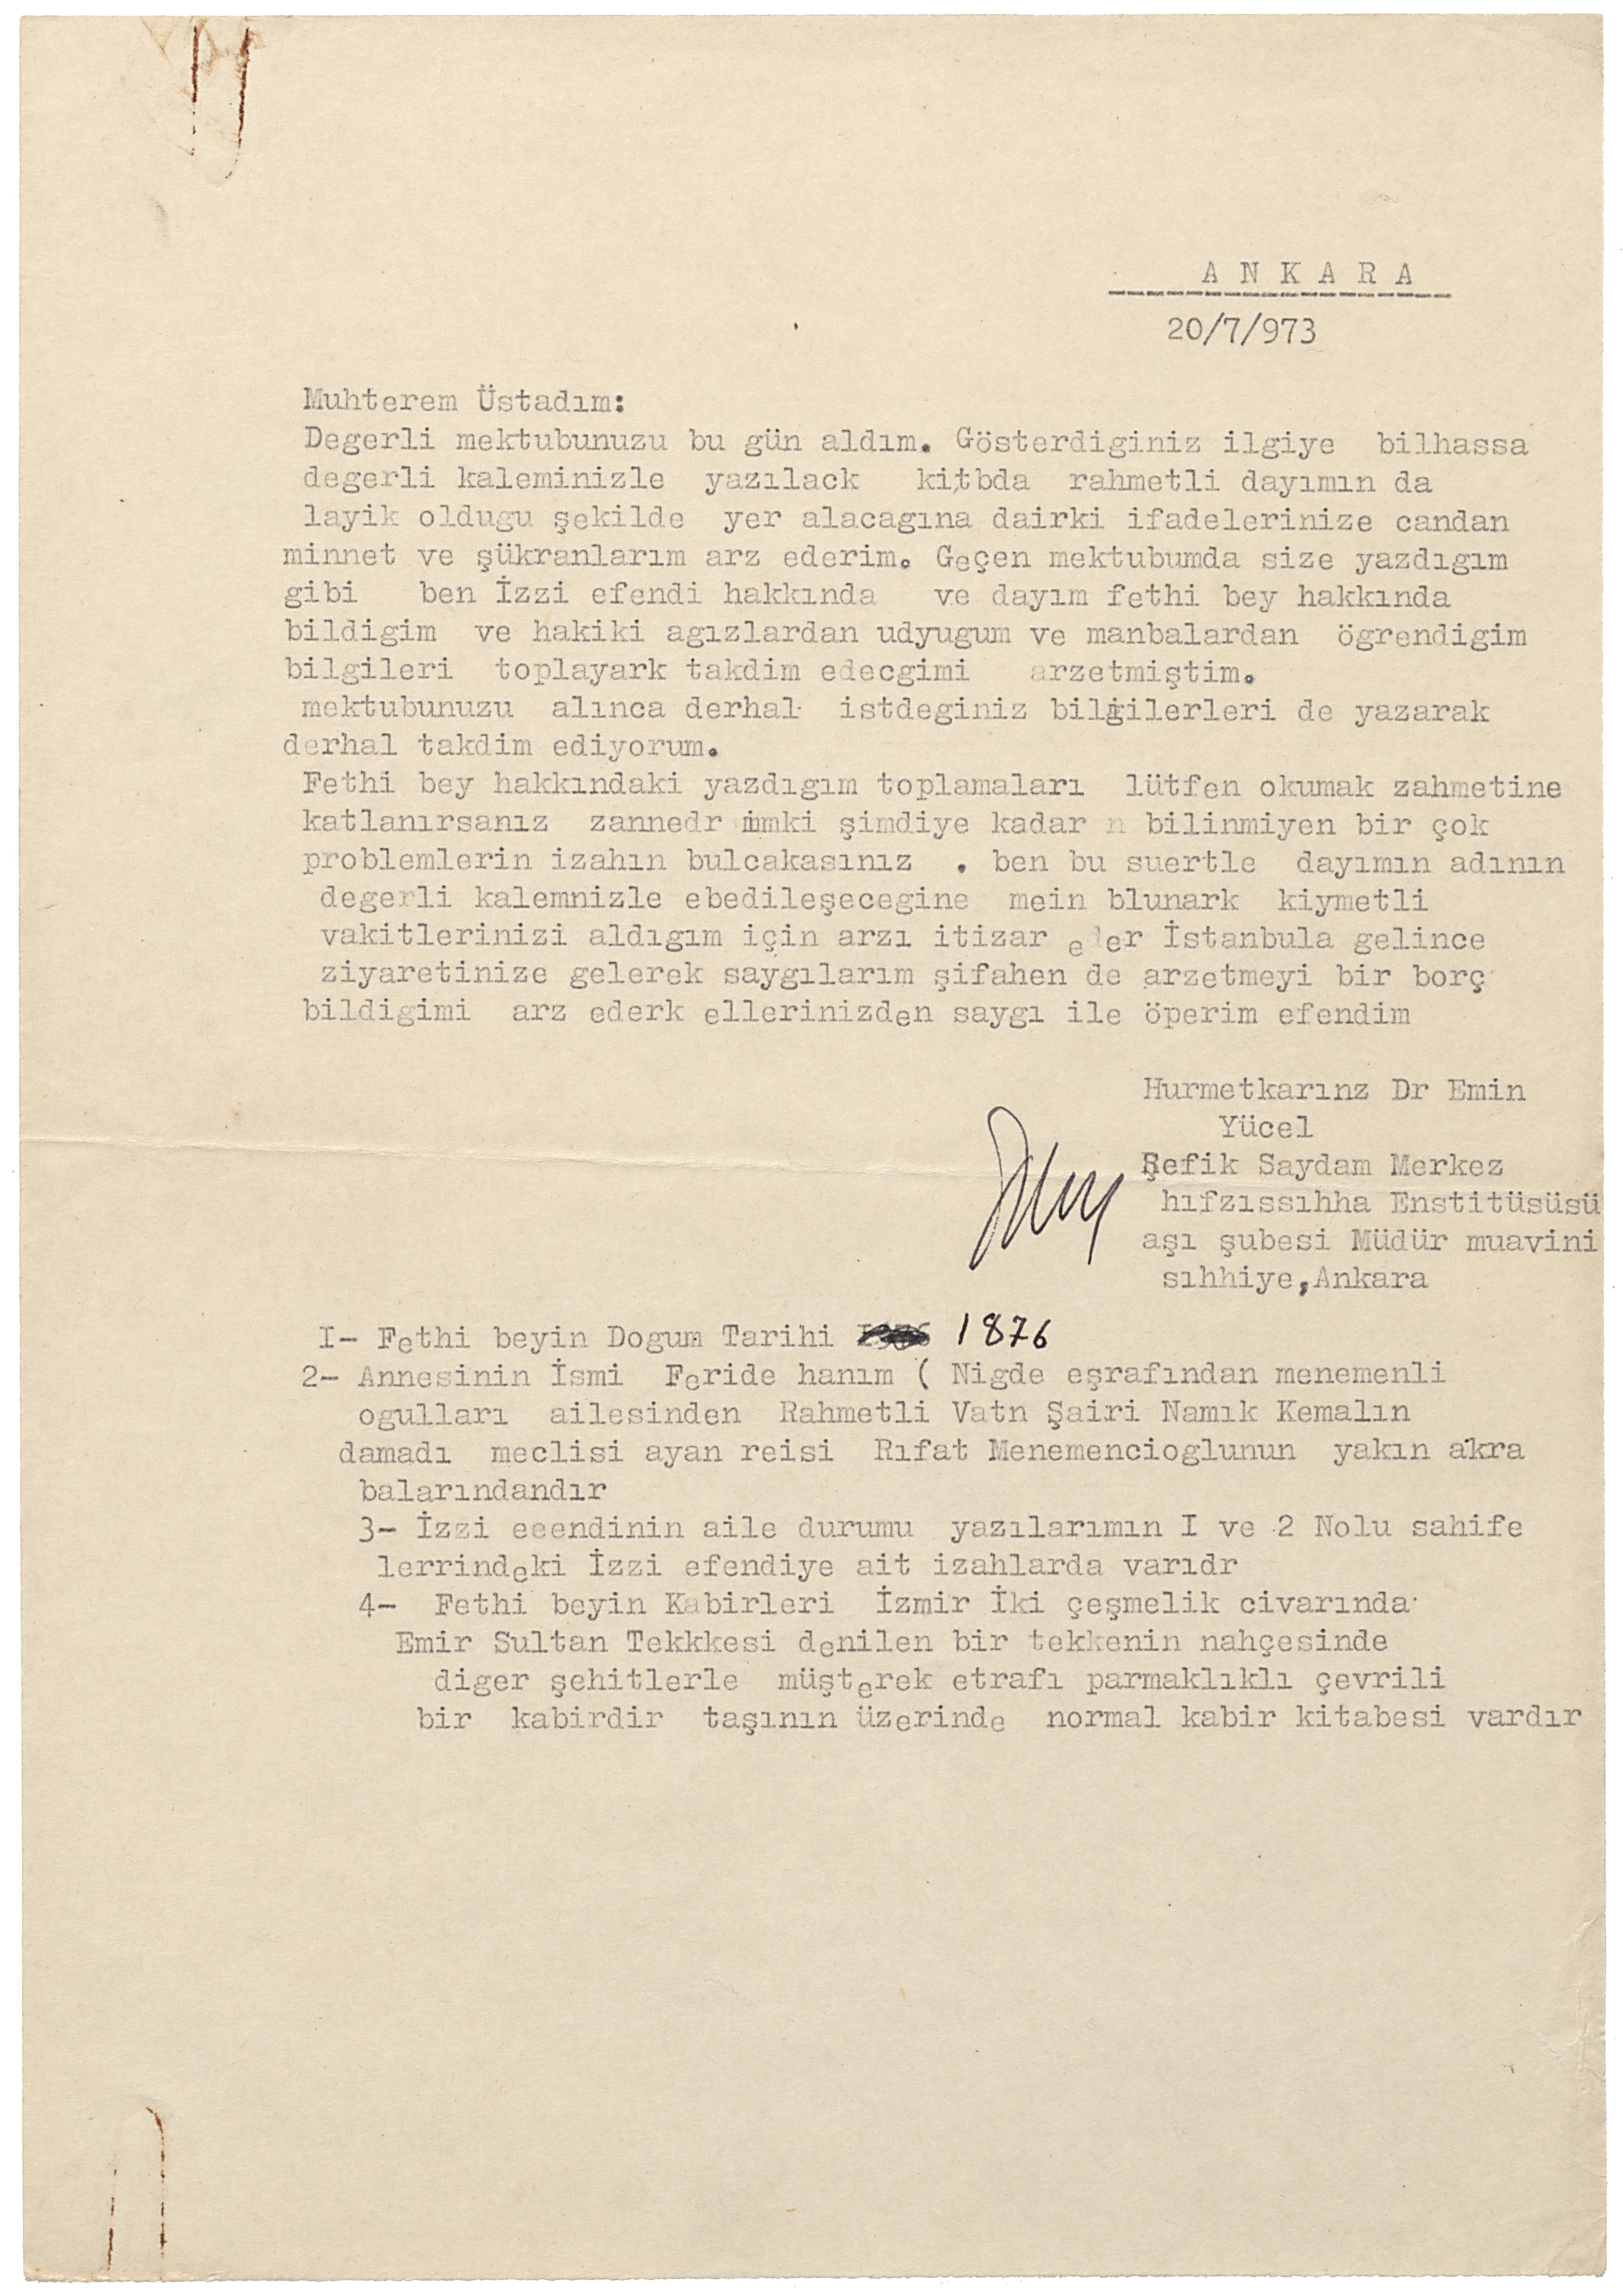 A N K A R A
20/7/973
Muhterem Üstadım:
Degerli mektubunuzu bu gün aldım. Gösterdiginiz ilgiye bilhassa
degerli kaleminizle yazılack kitbda rahmetli dayımın da
layik oldugu şekilde yer alacagına dairki ifadelerinize candan
minnet ve şükranlarım arz ederim. Geçen mektubumda size yazdıgım
gibi ben İzzi efendi hakkında ve dayım fethi bey hakkında
bildigim ve hakiki agızlardan udyugum ve manbalardan ögrendigim
bilgileri toplayark takdim edecgimi arzetmiştim.
mektubunuzu alınca derhal istdeginiz bilgilerleri de yazarak
derhal takdim ediyorum.
Fethi bey hakkındaki yazdıgım toplamaları lütfen okumak zahmetine
katlanırsanız zannedr immki şimdiye kadar n bilinmiyen bir çok
problemlerin izahın bulcakasınız . ben bu suertle dayımın adının
degerli kalemnizle ebedileşecegine mein blunark kiymetli
vakitlerinizi aldıgım için arzı itizar eder İstanbula gelince
ziyaretinize gelerek saygılarım şifahen de arzetmeyi bir borç
bildigimi arz ederk ellerinizden saygı ile öperim efendim
Hurmetkarınz Dr Emin
Yücel
Refik Saydam Merkez
hıfzıssıhha Enstitüsüsü
aşı şubesi Müdür muavini
sıhhiye,Ankara
I- Fethi beyin Dogum Tarihi 1876
2- Annesinin İsmi Feride hanım ( Nigde eşrafından menemenli
ogulları ailesinden Rahmetli Vatn Şairi Namık Kemalın
damadı meclisi ayan reisi Rıfat Menemencioglunun yakın akra
balarındandır
3- İzzi eeendinin aile durumu yazılarımın I ve 2 Nolu sahife
lerrindeki İzzi efendiye ait izahlarda varıdr
4- Fethi beyin Kabirleri İzmir İki çeşmelik civarında
Emir Sultan Tekkkesi denilen bir tekkenin nahçesinde
diger şehitlerle müşterek etrafı parmaklıklı çevrili
bir kabirdir taşının üzerinde normal kabir kitabesi vardır